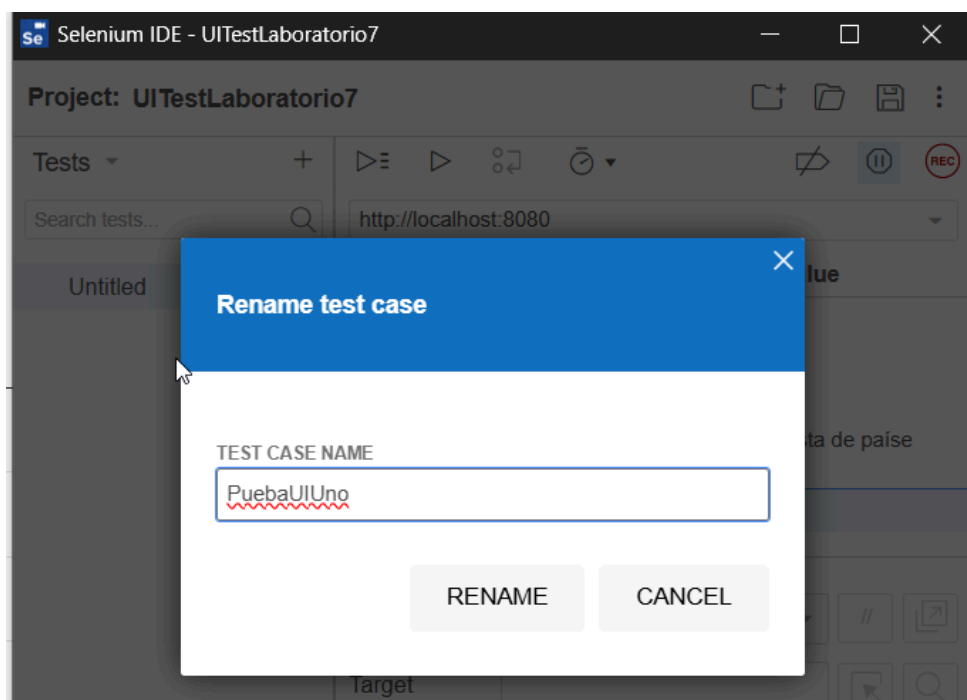 Se Selenium IDE - UITestLaboratorio7
Project: UITestLaboratorio7
Tests
REC
Search tests...
http://localhost:8080
Untitled
lue
Rename test case
ta de paíse
TEST CASE NAME
PuebaUIUno
//
RENAME CANCEL
Target